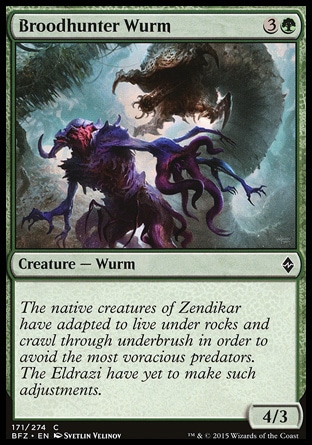 Broodhunter Wurm 3
Creature — Wurm
The native creatures of Zendikar
have adapted to live under rocks and
crawl through underbrush in order to
avoid the most voracious predators.
The Eldrazi have yet to make such
adjustments.
4/3
171/274 C
BFZ • EN Svetlin Velinov
™ & © 2015 Wizards of the Coast